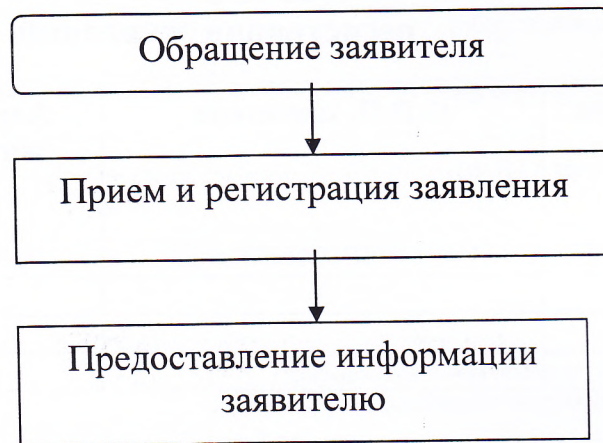 Обращение заявителя
Прием и регистрация заявления
Предоставление информации
заявителю